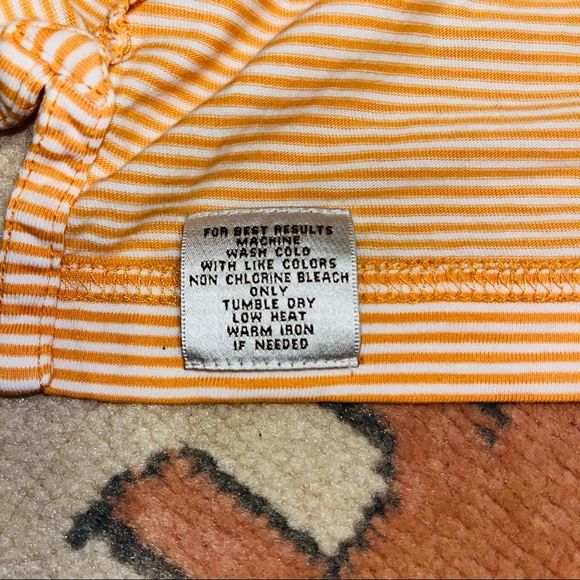 FOR BEST RESULTS
MACHINE
WASH COLD
WITH LIKE COLORS
NON CHLORINE BLEACH
ONLY
TUMBLE DRY
LOW HEAT
WARM IRON
IF NEEDED